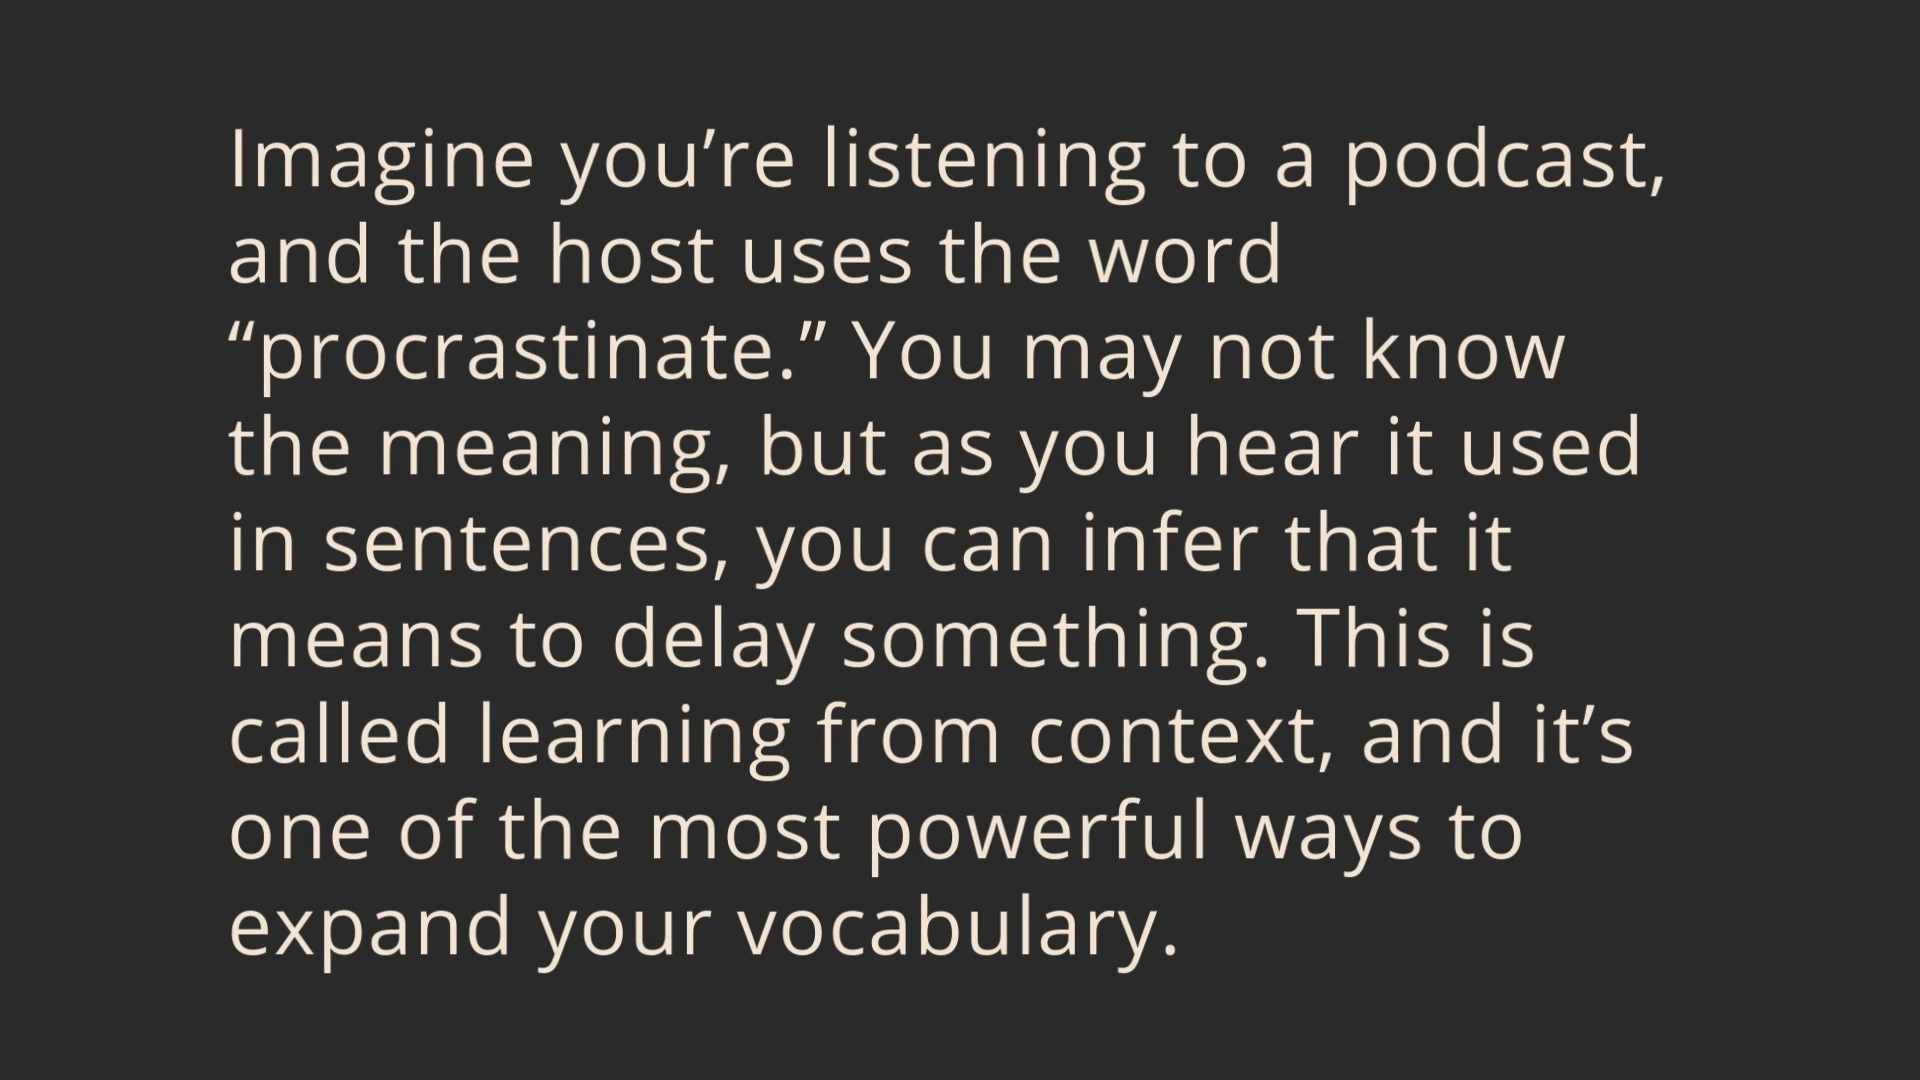 Imagine you’re listening to a podcast,
and the host uses the word
“procrastinate.” You may not know
the meaning, but as you hear it used
in sentences, you can infer that it
means to delay something. This is
called learning from context, and it’s
one of the most powerful ways to
expand your vocabulary.